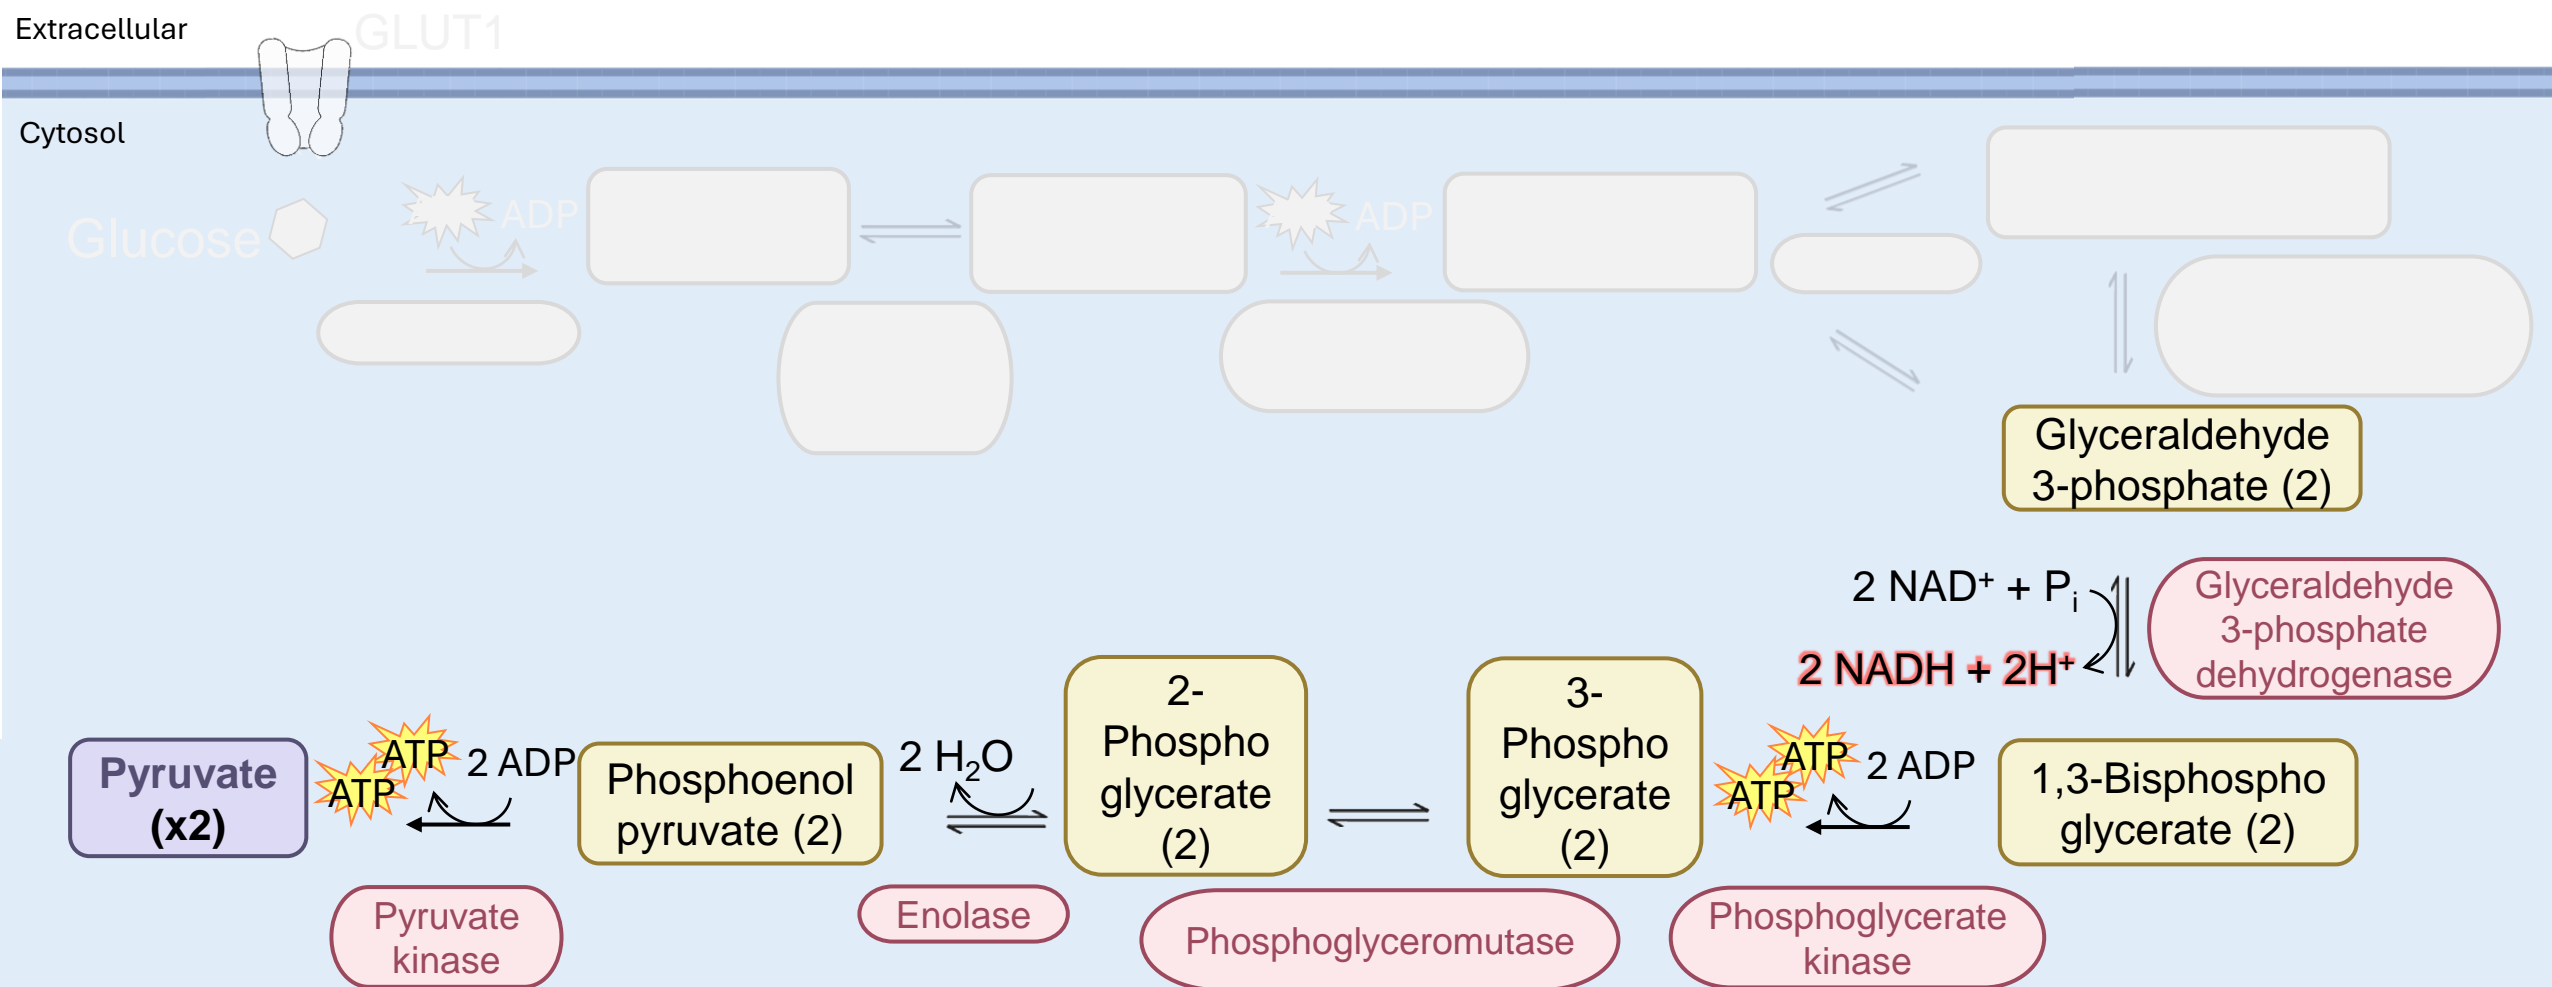 Extracellular
GLUT1
Cytosol
Glucose
ADP
ADP
Glyceraldehyde
3-phosphate (2)
2 NAD⁺ + Pᵢ
2 NADH + 2H⁺
Glyceraldehyde
3-phosphate
dehydrogenase
Pyruvate
(x2)
ATP
ATP
2 ADP
Phosphoenol
pyruvate (2)
2 H₂O
2-
Phospho
glycerate
(2)
3-
Phospho
glycerate
(2)
ATP
ATP
2 ADP
1,3-Bisphospho
glycerate (2)
Pyruvate
kinase
Enolase
Phosphoglyceromutase
Phosphoglycerate
kinase